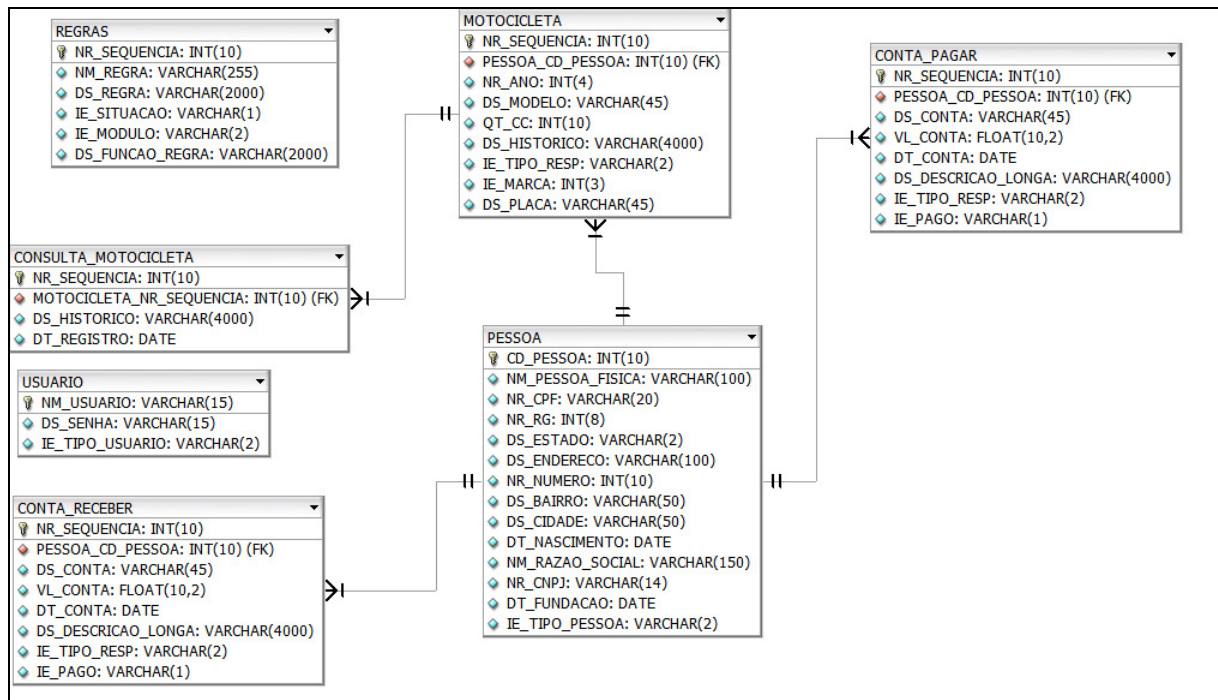 REGRAS
NR_SEQUENCIA: INT(10)
NM_REGRA: VARCHAR(255)
DS_REGRA: VARCHAR(2000)
IE_SITUACAO: VARCHAR(1)
IE_MODULO: VARCHAR(2)
DS_FUNCAO_REGRA: VARCHAR(2000)
MOTOCICLETA
NR_SEQUENCIA: INT(10)
PESSOA_CD_PESSOA: INT(10) (FK)
NR_ANO: INT(4)
DS_MODELO: VARCHAR(45)
QT_CC: INT(10)
DS_HISTORICO: VARCHAR(4000)
IE_TIPO_RESP: VARCHAR(2)
IE_MARCA: INT(3)
DS_PLACA: VARCHAR(45)
CONTA_PAGAR
NR_SEQUENCIA: INT(10)
PESSOA_CD_PESSOA: INT(10) (FK)
DS_CONTA: VARCHAR(45)
VL_CONTA: FLOAT(10,2)
DT_CONTA: DATE
DS_DESCRICAO_LONGA: VARCHAR(4000)
IE_TIPO_RESP: VARCHAR(2)
IE_PAGO: VARCHAR(1)
CONSULTA_MOTOCICLETA
NR_SEQUENCIA: INT(10)
MOTOCICLETA_NR_SEQUENCIA: INT(10) (FK)
DS_HISTORICO: VARCHAR(4000)
DT_REGISTRO: DATE
USUARIO
NM_USUARIO: VARCHAR(15)
DS_SENHA: VARCHAR(15)
IE_TIPO_USUARIO: VARCHAR(2)
PESSOA
CD_PESSOA: INT(10)
NM_PESSOA_FISICA: VARCHAR(100)
NR_CPF: VARCHAR(20)
NR_RG: INT(8)
DS_ESTADO: VARCHAR(2)
DS_ENDERECO: VARCHAR(100)
NR_NUMERO: INT(10)
DS_BAIRRO: VARCHAR(50)
DS_CIDADE: VARCHAR(50)
DT_NASCIMENTO: DATE
NM_RAZAO_SOCIAL: VARCHAR(150)
NR_CNPJ: VARCHAR(14)
DT_FUNDACAO: DATE
IE_TIPO_PESSOA: VARCHAR(2)
CONTA_RECEBER
NR_SEQUENCIA: INT(10)
PESSOA_CD_PESSOA: INT(10) (FK)
DS_CONTA: VARCHAR(45)
VL_CONTA: FLOAT(10,2)
DT_CONTA: DATE
DS_DESCRICAO_LONGA: VARCHAR(4000)
IE_TIPO_RESP: VARCHAR(2)
IE_PAGO: VARCHAR(1)